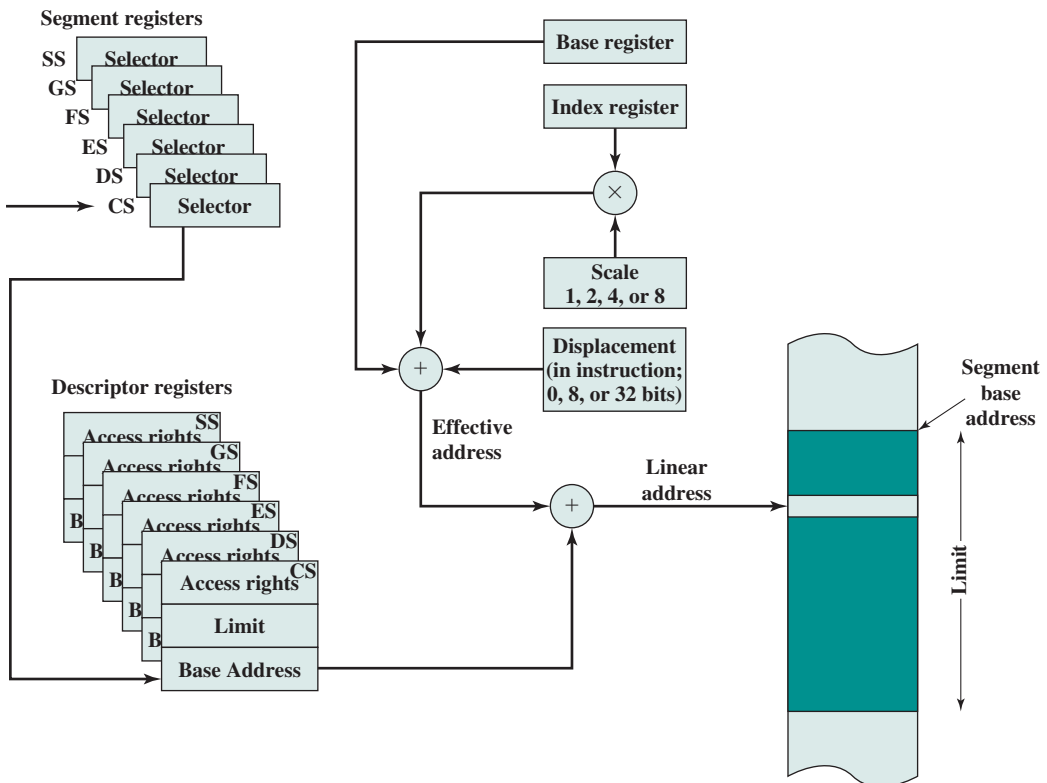 Segment registers
SS
Selector
GS
Selector
FS
Selector
ES
Selector
DS
Selector
CS
Selector
Base register
Index register
×
Scale
1, 2, 4, or 8
Displacement
(in instruction;
0, 8, or 32 bits)
+
Effective
address
Descriptor registers
SS
Access rights
GS
Access rights
FS
Access rights
ES
Access rights
DS
Access rights
CS
Access rights
Limit
Base Address
B
B
B
B
B
+
Linear
address
Segment
base
address
Limit